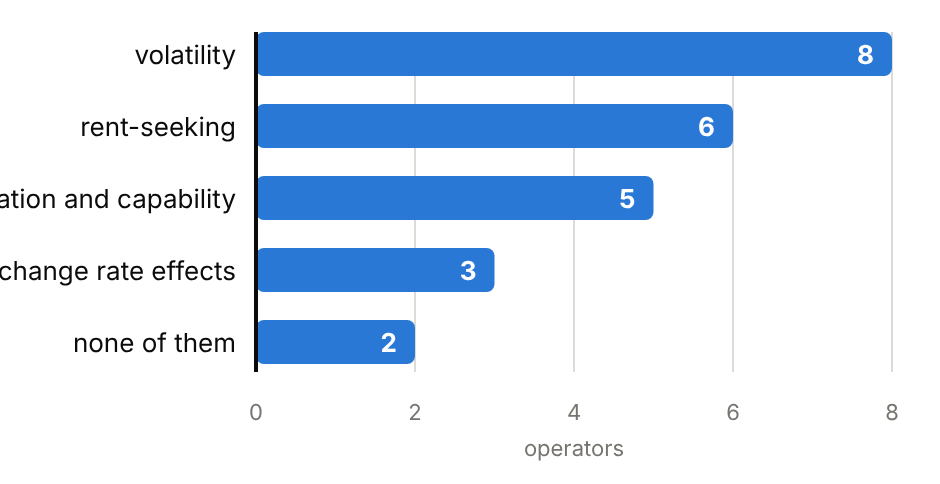 volatility 8
rent-seeking 6
and capability 5
change rate effects 3
none of them 2
0 2 4 6 8
operators